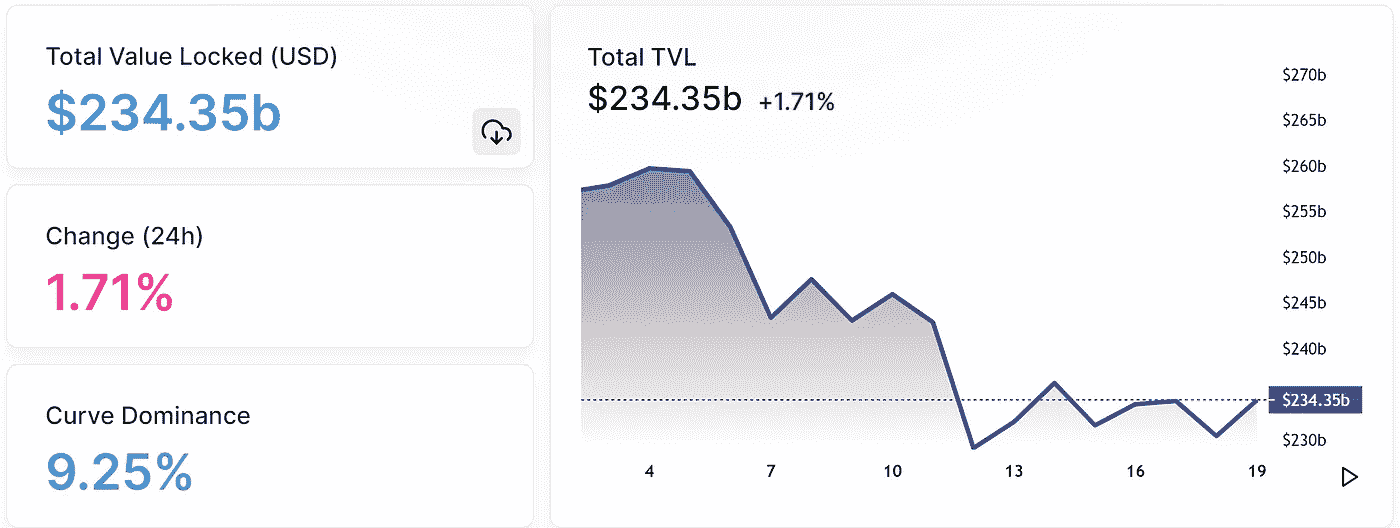 Total Value Locked (USD)
$234.35b
Change (24h)
1.71%
Curve Dominance
9.25%
Total TVL
$234.35b +1.71%
$270b
$265b
$260b
$255b
$250b
$245b
$240b
$234.35b
$230b
4 7 10 13 16 19